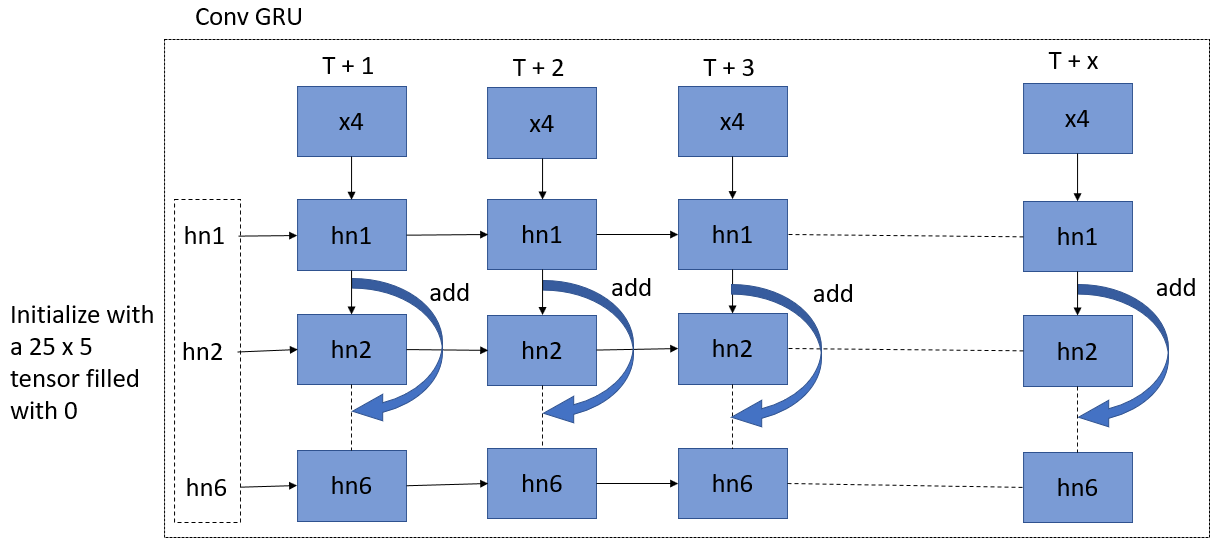 Conv GRU
T + 1
T + 2
T + 3
T + x
x4
x4
x4
x4
hn1
hn1
hn1
hn1
hn1
add
add
add
add
Initialize with
a 25 x 5
tensor filled
with 0
hn2
hn2
hn2
hn2
hn2
hn6
hn6
hn6
hn6
hn6